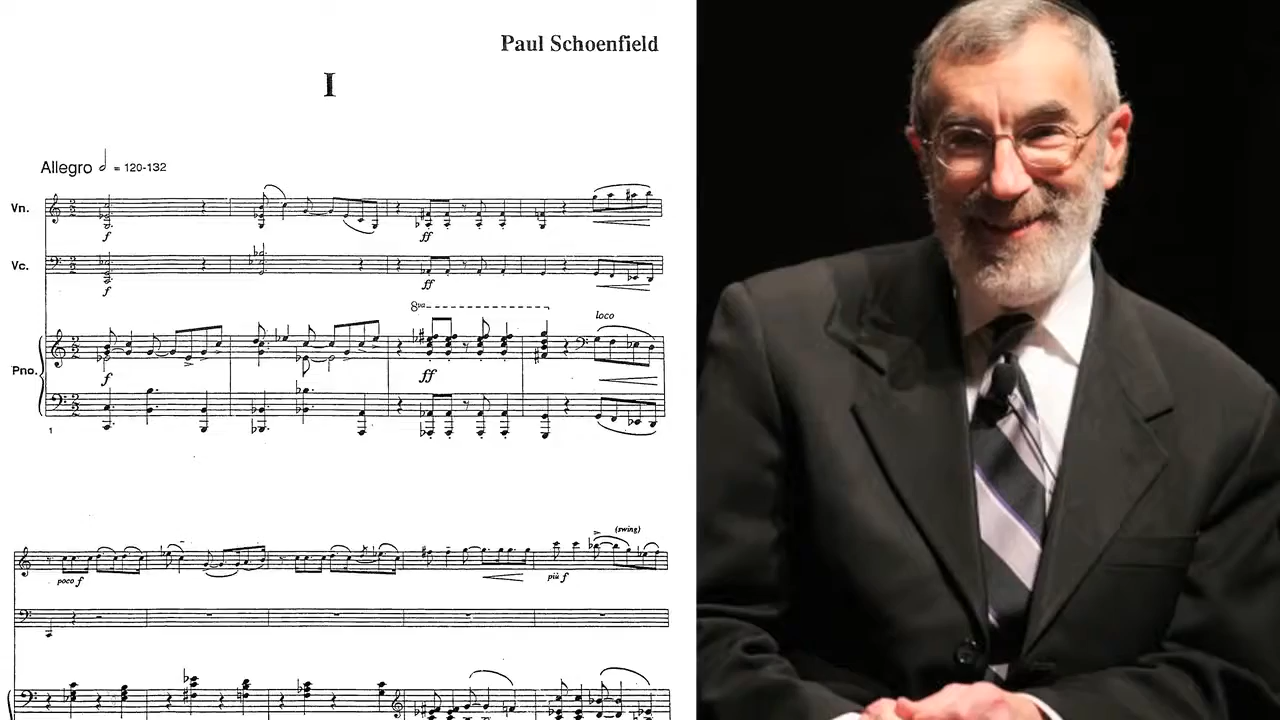 Paul Schoenfield
I
Allegro = 120-132
Vn.
f
ff
Vc.
f
ff
8va
loco
Pno.
f
ff
1
(swing)
poco f
più f